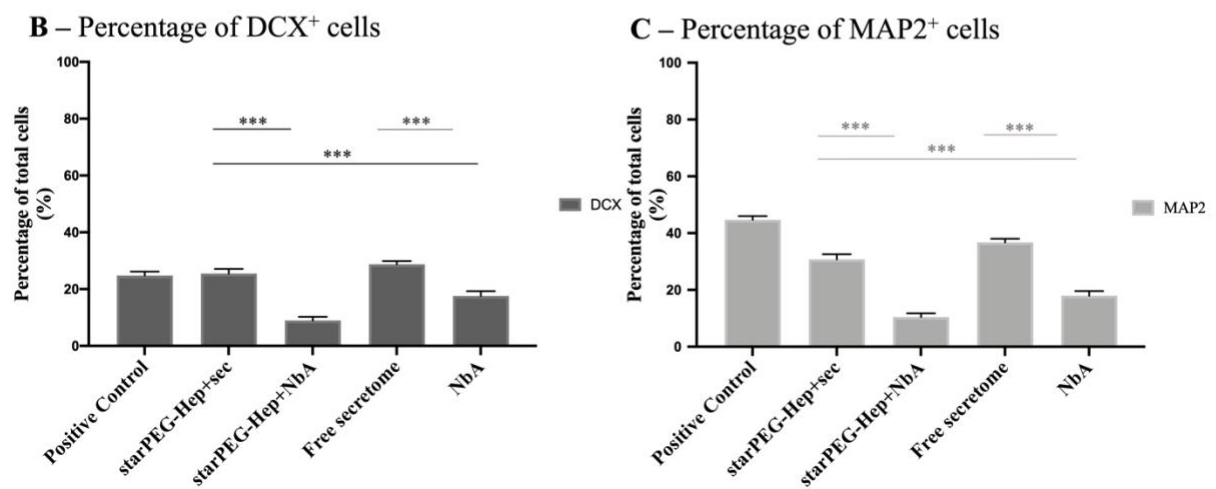 B – Percentage of DCX⁺ cells
Percentage of total cells
(%)
100
80
60
40
20
0
***
***
***
DCX
Positive Control
starPEG-Hep+sec
starPEG-Hep+NbA
Free secretome
NbA
C – Percentage of MAP2⁺ cells
Percentage of total cells
(%)
100
80
60
40
20
0
***
***
***
MAP2
Positive Control
starPEG-Hep+sec
starPEG-Hep+NbA
Free secretome
NbA